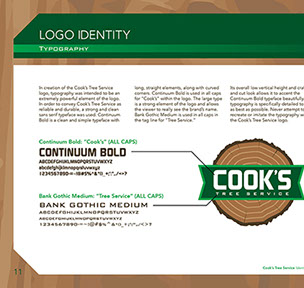 LOGO IDENTITY
TYPOGRAPHY
In creation of the Cook's Tree Service
logo, typography was intended to be an
extremely powerful element of the logo.
In order to convey Cook's Tree Service as
reliable and durable, a strong and clean
sans serif typeface was used. Continuum
Bold is a clean and simple typeface with
long, straight elements, along with curved
corners. Continuum Bold is used in all caps
for "Cook's" within the logo. The large type
is a strong element of the logo and allows
the viewer to really see the brand's name.
Bank Gothic Medium is used in all caps in
the tag line for "Tree Service."
its overall low vertical height and
and cut look allows it to accent the
Continuum Bold typeface beautifully.
typography is specifically detailed to
as best as possible. Never attempt to
recreate or imitate the typography
the Cook's Tree Service logo.
Continuum Bold: "Cook's" (ALL CAPS)
CONTINUUM BOLD
ABCDEFGHIJKLMNOPQRSTUVWXYZ
abcdefghijklmnopqrstuvwxyz
Bank Gothic Medium: "Tree Service" (ALL CAPS)
BANK GOTHIC MEDIUM
ABCDEFGHIJKLMNOPQRSTUVWXYZ
ABCDEFGHIJKLMNOPQRSTUVWXYZ
COOK'S
TREE SERVICE
11
Cook's Tree Service